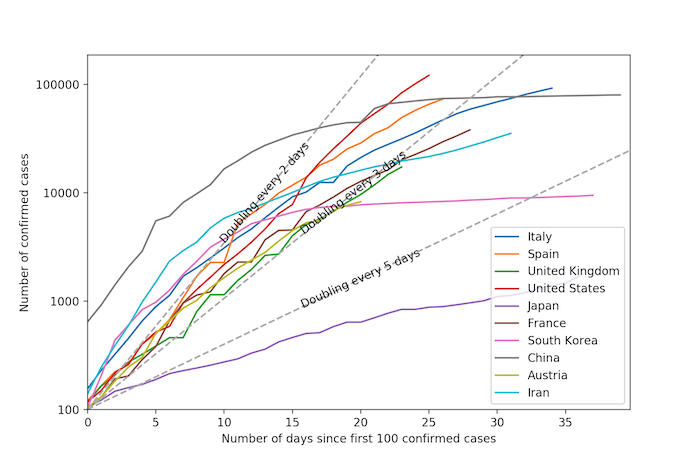 100000
10000
1000
100
Number of confirmed cases
Doubling every 2 days
Doubling every 3 days
Doubling every 5 days
Italy
Spain
United Kingdom
United States
Japan
France
South Korea
China
Austria
Iran
0 5 10 15 20 25 30 35
Number of days since first 100 confirmed cases